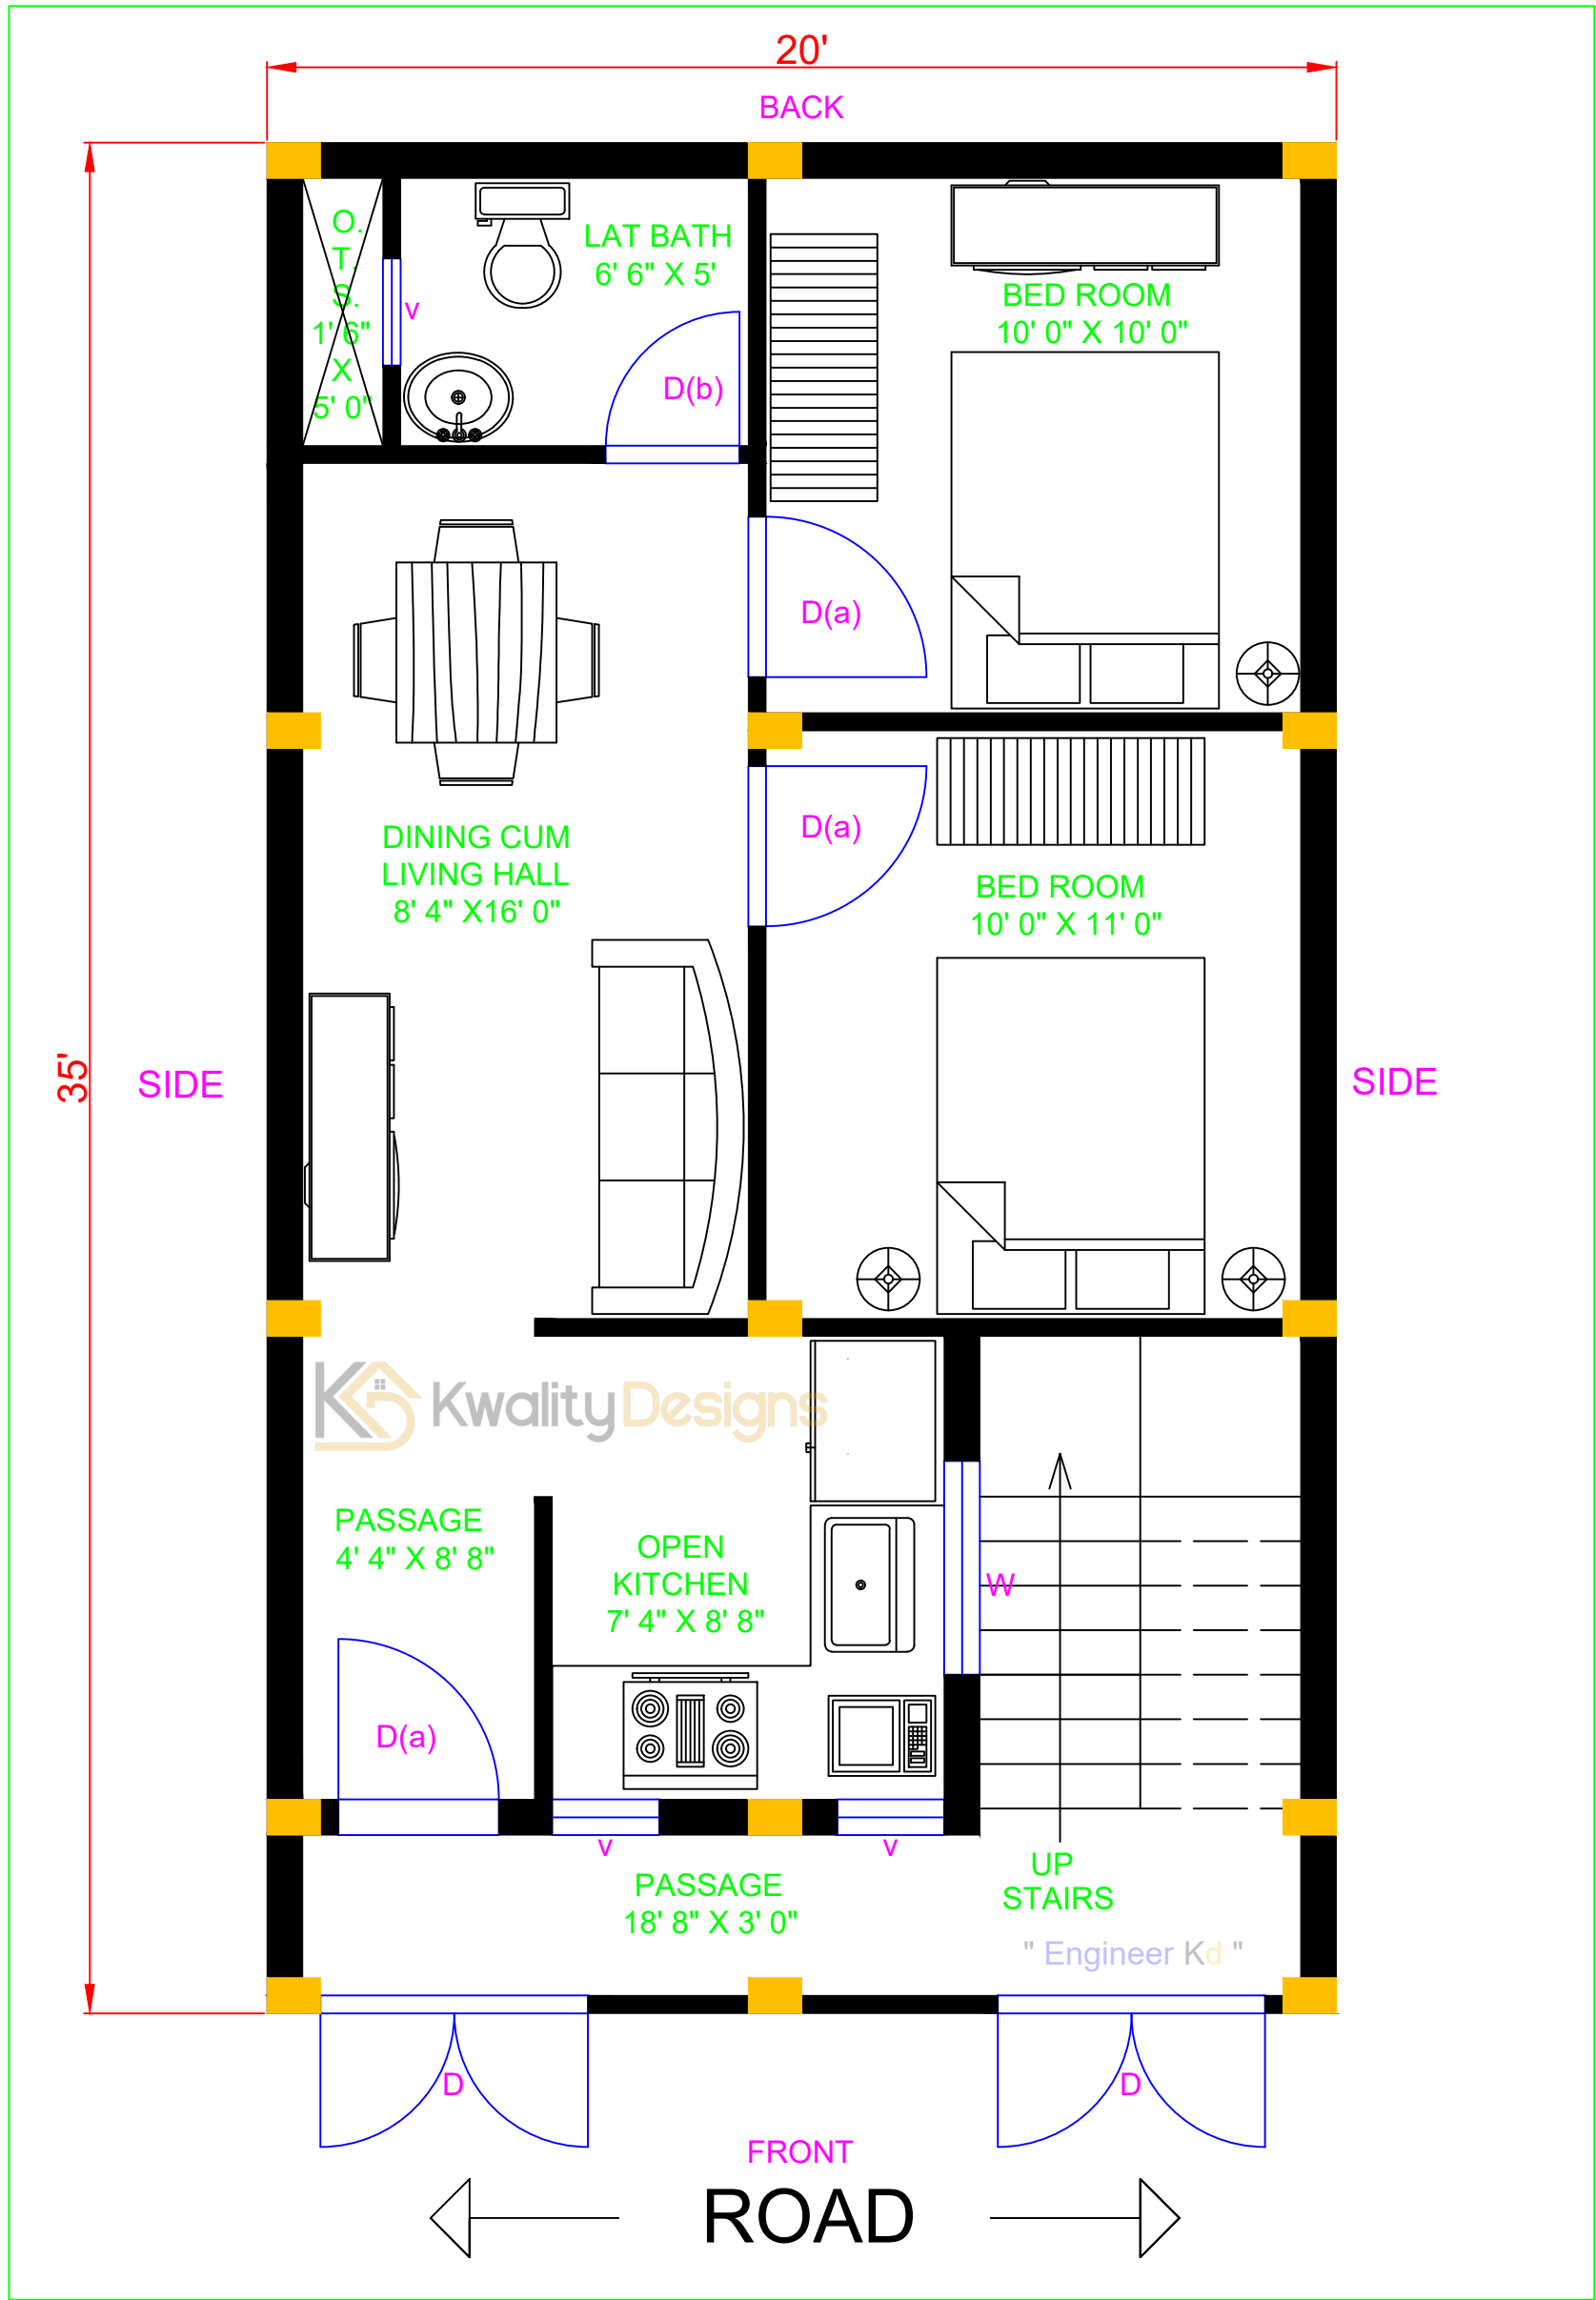 20'
BACK
O.
T.
S.
1' 6"
X
5' 0"
v
LAT BATH
6' 6" X 5'
D(b)
BED ROOM
10' 0" X 10' 0"
D(a)
D(a)
DINING CUM
LIVING HALL
8' 4" X16' 0"
BED ROOM
10' 0" X 11' 0"
35'
SIDE
SIDE
KwalityDesigns
PASSAGE
4' 4" X 8' 8"
OPEN
KITCHEN
7' 4" X 8' 8"
W
D(a)
v
v
PASSAGE
18' 8" X 3' 0"
UP
STAIRS
" Engineer Kd "
D
D
FRONT
ROAD